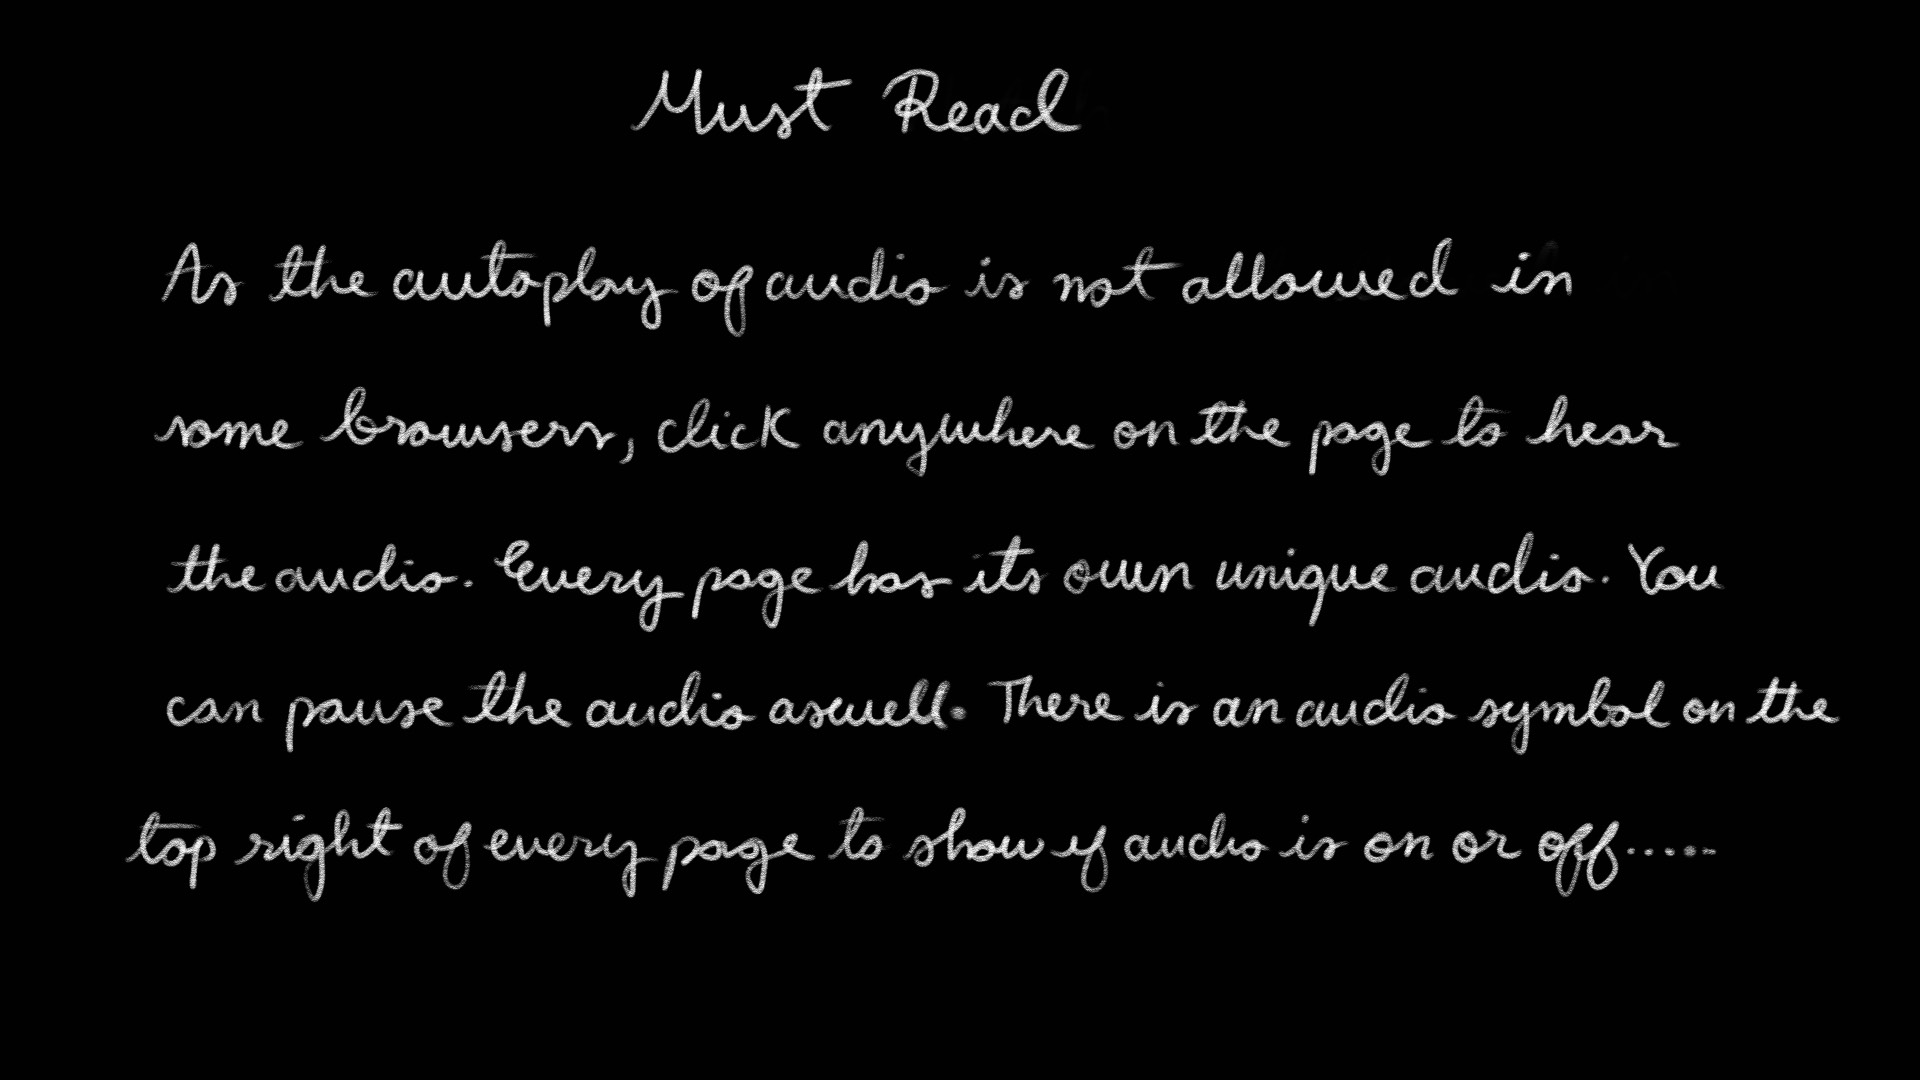 Must Read
As the autoplay of audio is not allowed in
some browsers, click anywhere on the page to hear
the audio. Every page has its own unique audio. You
can pause the audio aswell. There is an audio symbol on the
top right of every page to show if audio is on or off.....